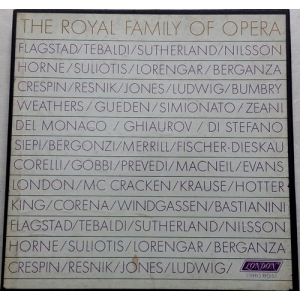 THE ROYAL FAMILY OF OPERA
FLAGSTAD/TEBALDI/SUTHERLAND/NILSSON
HORNE/SULIOTIS/LORENGAR/BERGANZA
CRESPIN/RESNIK/JONES/LUDWIG/BUMBRY
WEATHERS/GUEDEN/SIMIONATO/ZEANI
DEL MONACO/GHIAUROV/DI STEFANO
SIEPI/BERGONZI/MERRILL/FISCHER-DIESKAU
CORELLI/GOBBI/PREVEDI/MACNEIL/EVANS
LONDON/MC CRACKEN/KRAUSE/HOTTER
KING/CORENA/WINDGASSEN/BASTIANINI
FLAGSTAD/TEBALDI/SUTHERLAND/NILSSON
HORNE/SULIOTIS/LORENGAR/BERGANZA
CRESPIN/RESNIK/JONES/LUDWIG/
LONDON